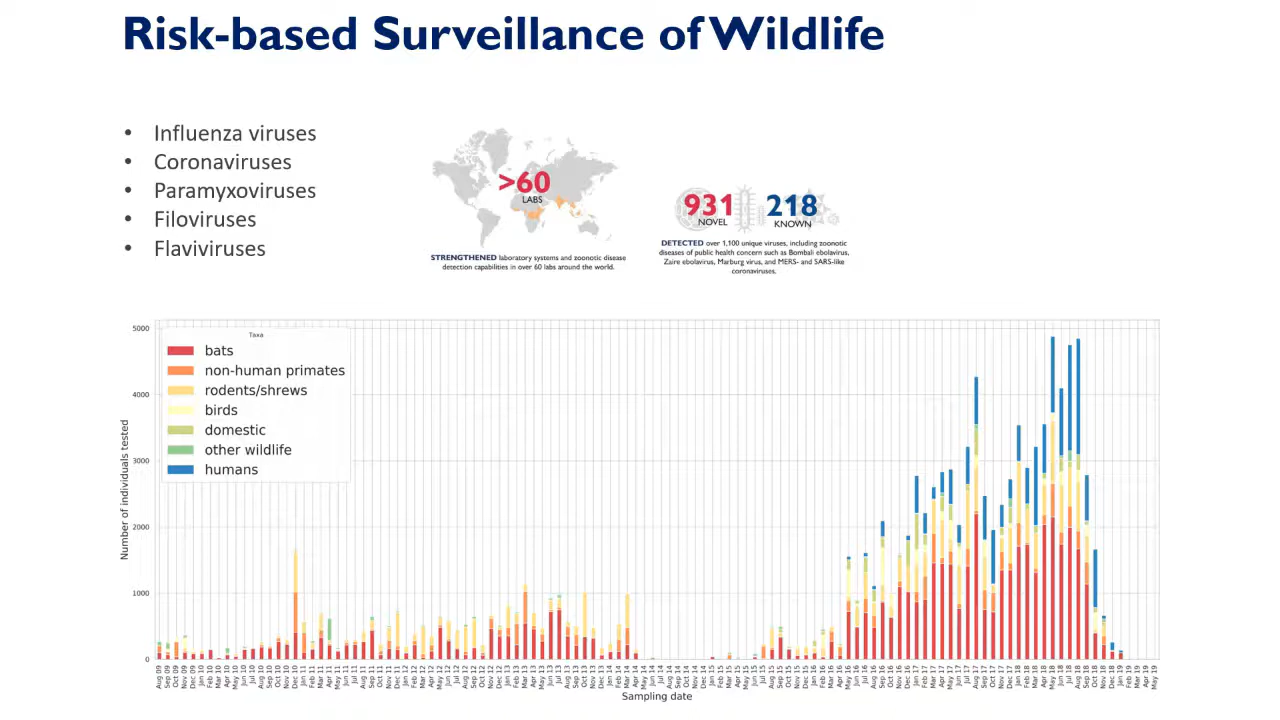 Risk-based Surveillance of Wildlife
• Influenza viruses
• Coronaviruses
• Paramyxoviruses
• Filoviruses
• Flaviviruses
>60
LABS
STRENGTHENED laboratory systems and zoonotic disease
detection capabilities in over 60 labs around the world.
931
NOVEL
218
KNOWN
DETECTED over 1,100 unique viruses, including zoonotic
diseases of public health concern such as Bombali ebolavirus,
Zaire ebolavirus, Marburg virus, and MERS- and SARS-like
coronaviruses.
Taxa
bats
non-human primates
rodents/shrews
birds
domestic
other wildlife
humans
Number of individuals tested
5000
4000
3000
2000
1000
0
Sampling date